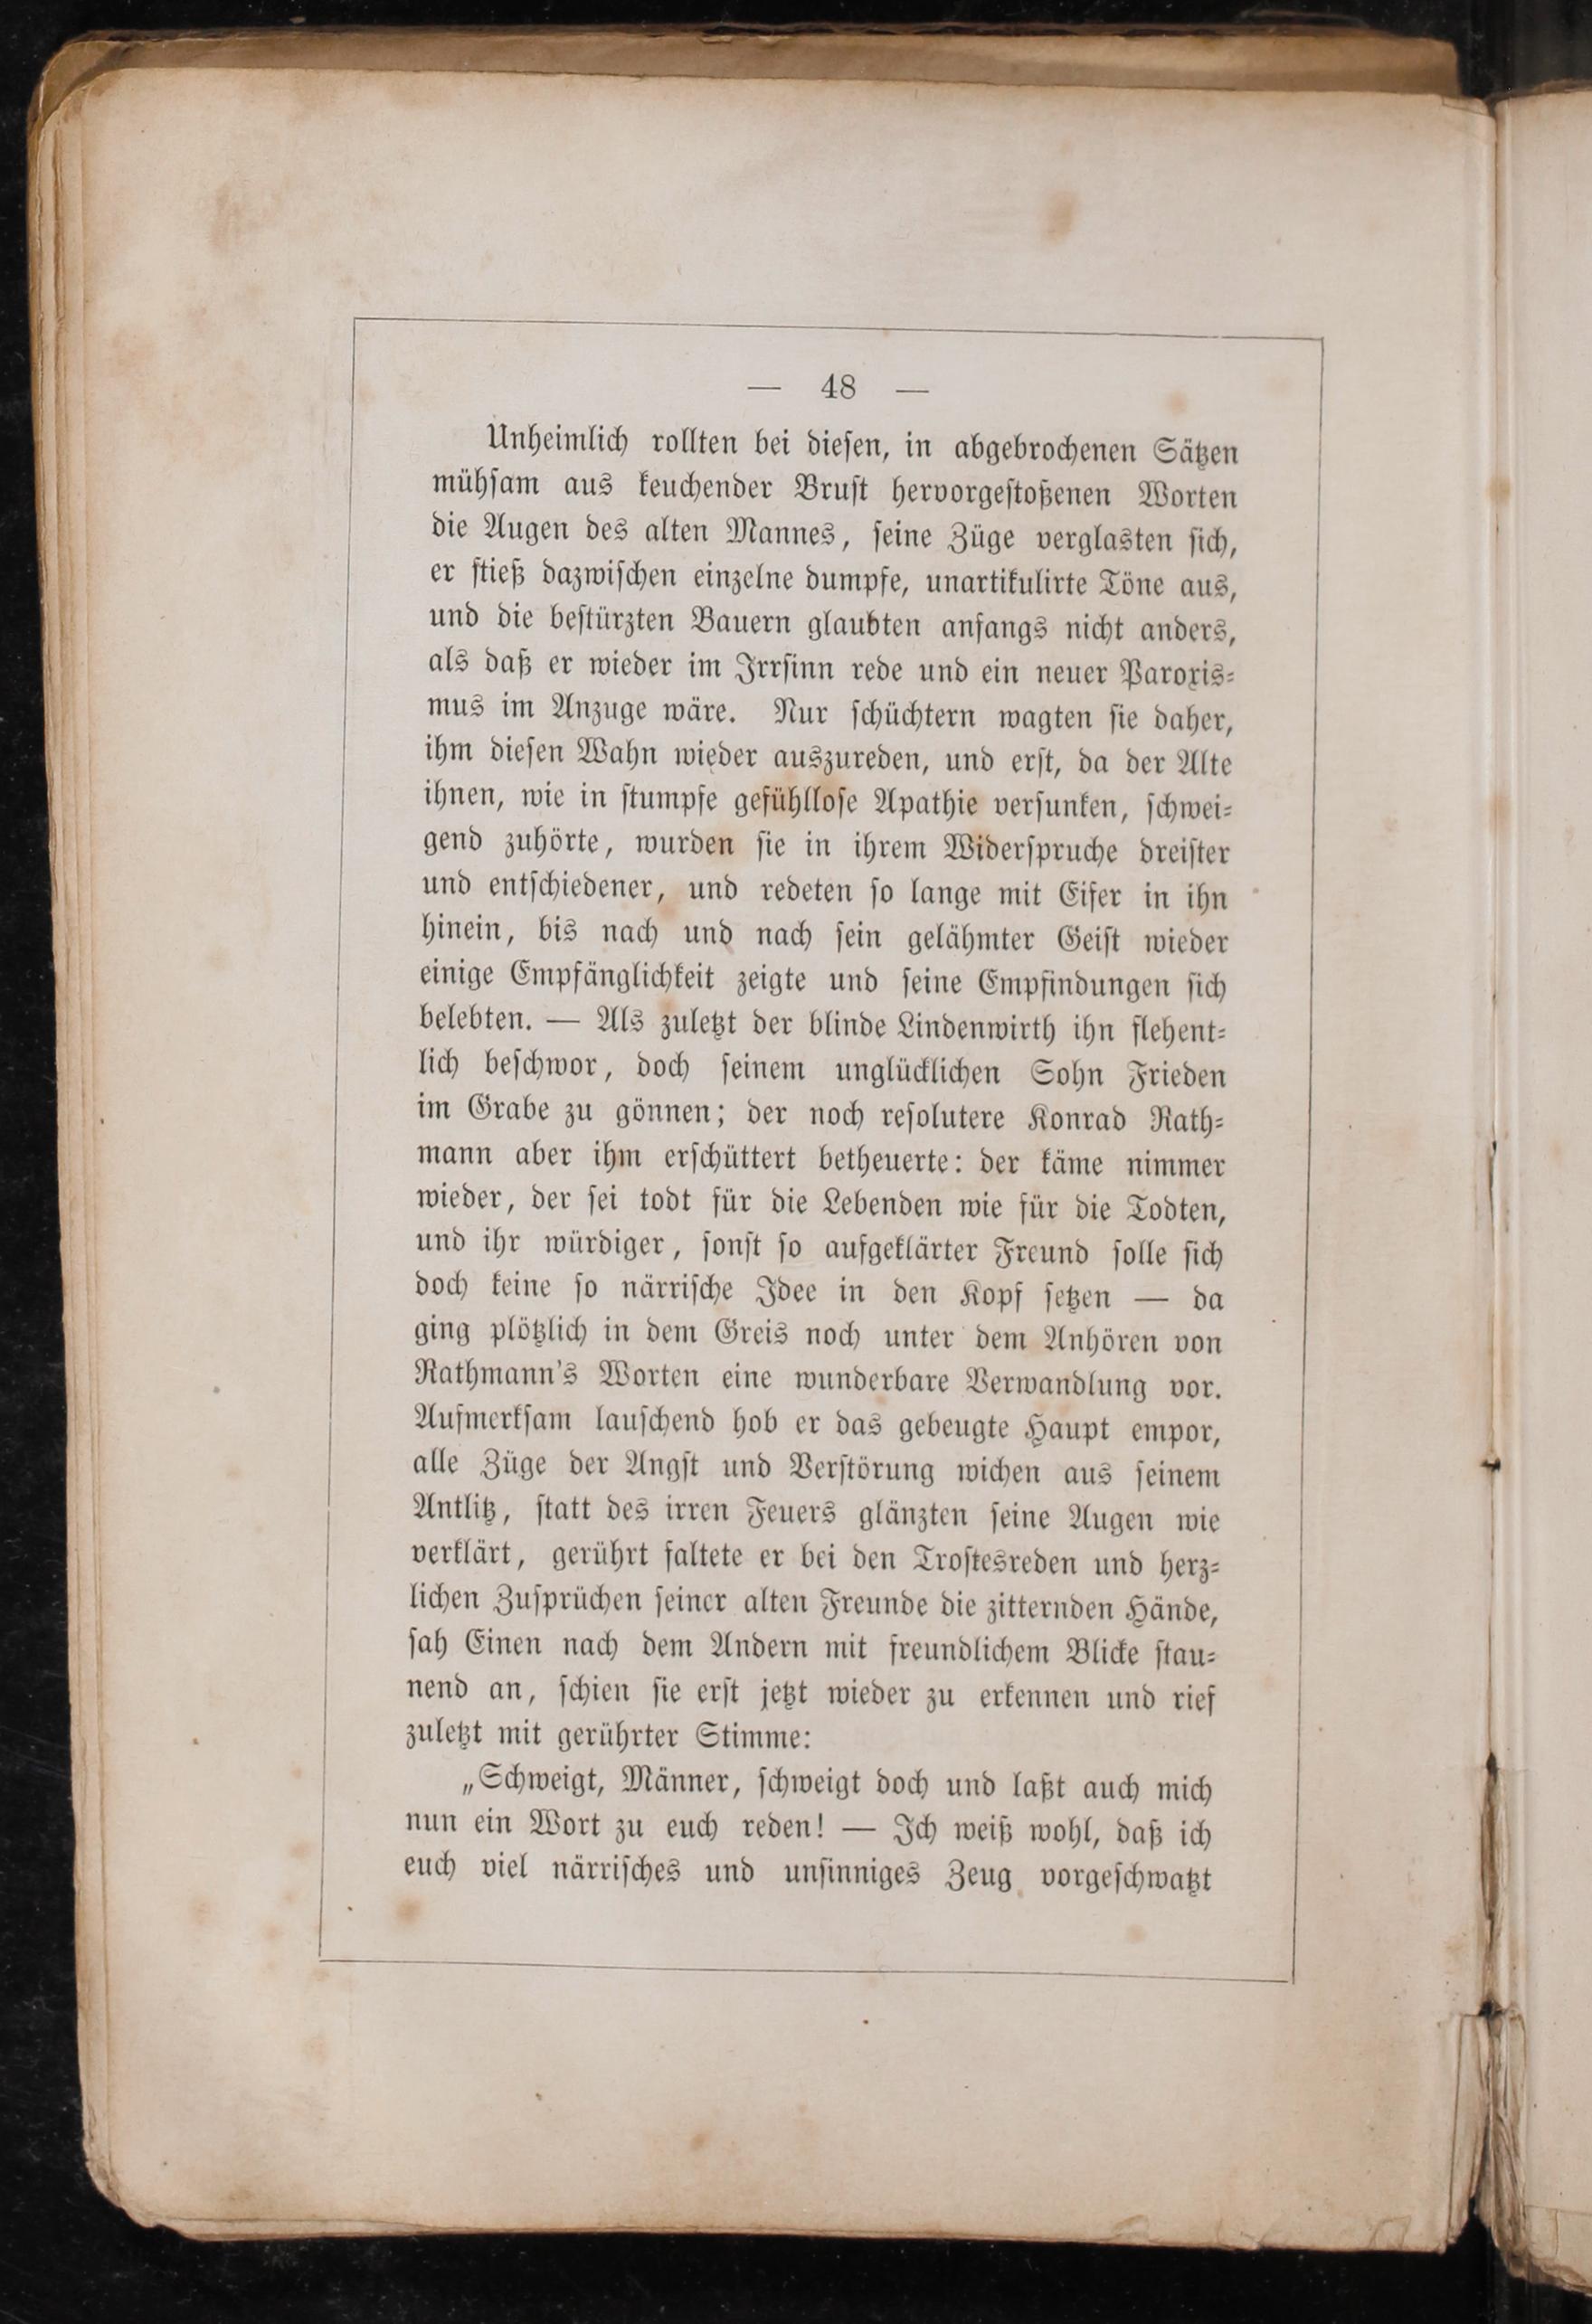 — 48 —
Unheimlich rollten bei diesen, in abgebrochenen Sätzen
mühsam aus keuchender Brust hervorgestoßenen Worten
die Augen des alten Mannes, seine Züge verglasten sich,
er stieß dazwischen einzelne dumpfe, unartikulirte Töne aus,
und die bestürzten Bauern glaubten anfangs nicht anders,
als daß er wieder im Irrsinn rede und ein neuer Paroxis-
mus im Anzuge wäre. Nur schüchtern wagten sie daher,
ihm diesen Wahn wieder auszureden, und erst, da der Alte
ihnen, wie in stumpfe gefühllose Apathie versunken, schwei-
gend zuhörte, wurden sie in ihrem Widerspruche dreister
und entschiedener, und redeten so lange mit Eifer in ihn
hinein, bis nach und nach sein gelähmter Geist wieder
einige Empfänglichkeit zeigte und seine Empfindungen sich
belebten. — Als zuletzt der blinde Lindenwirth ihn flehent-
lich beschwor, doch seinem unglücklichen Sohn Frieden
im Grabe zu gönnen; der noch resolutere Konrad Rath-
mann aber ihm erschüttert betheuerte: der käme nimmer
wieder, der sei todt für die Lebenden wie für die Todten,
und ihr würdiger, sonst so aufgeklärter Freund solle sich
doch keine so närrische Idee in den Kopf setzen — da
ging plötzlich in dem Greis noch unter dem Anhören von
Rathmann's Worten eine wunderbare Verwandlung vor.
Aufmerksam lauschend hob er das gebeugte Haupt empor,
alle Züge der Angst und Verstörung wichen aus seinem
Antlitz, statt des irren Feuers glänzten seine Augen wie
verklärt, gerührt faltete er bei den Trostesreden und herz-
lichen Zusprüchen seiner alten Freunde die zitternden Hände,
sah Einen nach dem Andern mit freundlichem Blicke stau-
nend an, schien sie erst jetzt wieder zu erkennen und rief
zuletzt mit gerührter Stimme:
„Schweigt, Männer, schweigt doch und laßt auch mich
nun ein Wort zu euch reden! — Ich weiß wohl, daß ich
euch viel närrisches und unsinniges Zeug vorgeschwatzt